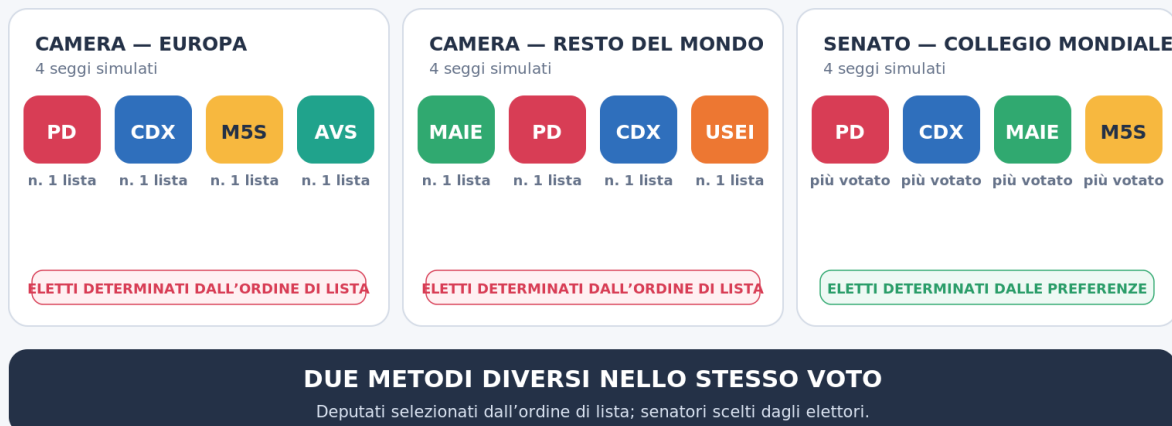 CAMERA — EUROPA
4 seggi simulati
PD CDX M5S AVS
n. 1 lista n. 1 lista n. 1 lista n. 1 lista
ELETTI DETERMINATI DALL’ORDINE DI LISTA
CAMERA — RESTO DEL MONDO
4 seggi simulati
MAIE PD CDX USEI
n. 1 lista n. 1 lista n. 1 lista n. 1 lista
ELETTI DETERMINATI DALL’ORDINE DI LISTA
SENATO — COLLEGIO MONDIALE
4 seggi simulati
PD CDX MAIE M5S
più votato più votato più votato più votato
ELETTI DETERMINATI DALLE PREFERENZE
DUE METODI DIVERSI NELLO STESSO VOTO
Deputati selezionati dall’ordine di lista; senatori scelti dagli elettori.